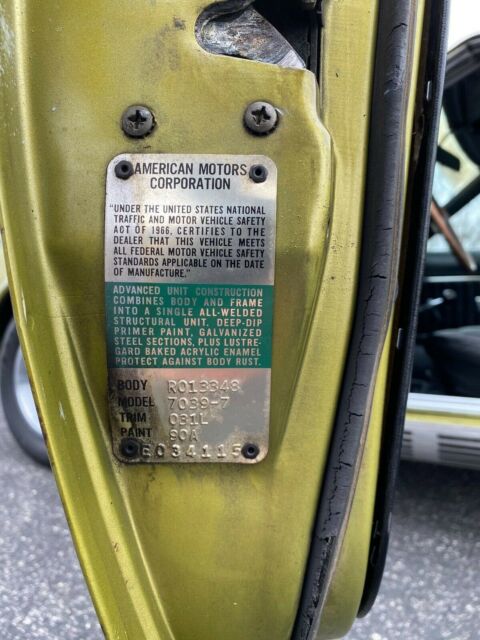 AMERICAN MOTORS
CORPORATION
"UNDER THE UNITED STATES NATIONAL
TRAFFIC AND MOTOR VEHICLE SAFETY
ACT OF 1966, CERTIFIES TO THE
DEALER THAT THIS VEHICLE MEETS
ALL FEDERAL MOTOR VEHICLE SAFETY
STANDARDS APPLICABLE ON THE DATE
OF MANUFACTURE."
ADVANCED UNIT CONSTRUCTION
COMBINES BODY AND FRAME
INTO A SINGLE ALL-WELDED
STRUCTURAL UNIT. DEEP-DIP
PRIMER PAINT, GALVANIZED
STEEL SECTIONS, PLUS LUSTRE-
GARD BAKED ACRYLIC ENAMEL
PROTECT AGAINST BODY RUST.
BODY R013348
MODEL 7039-7
TRIM 081L
PAINT 90A
E034115